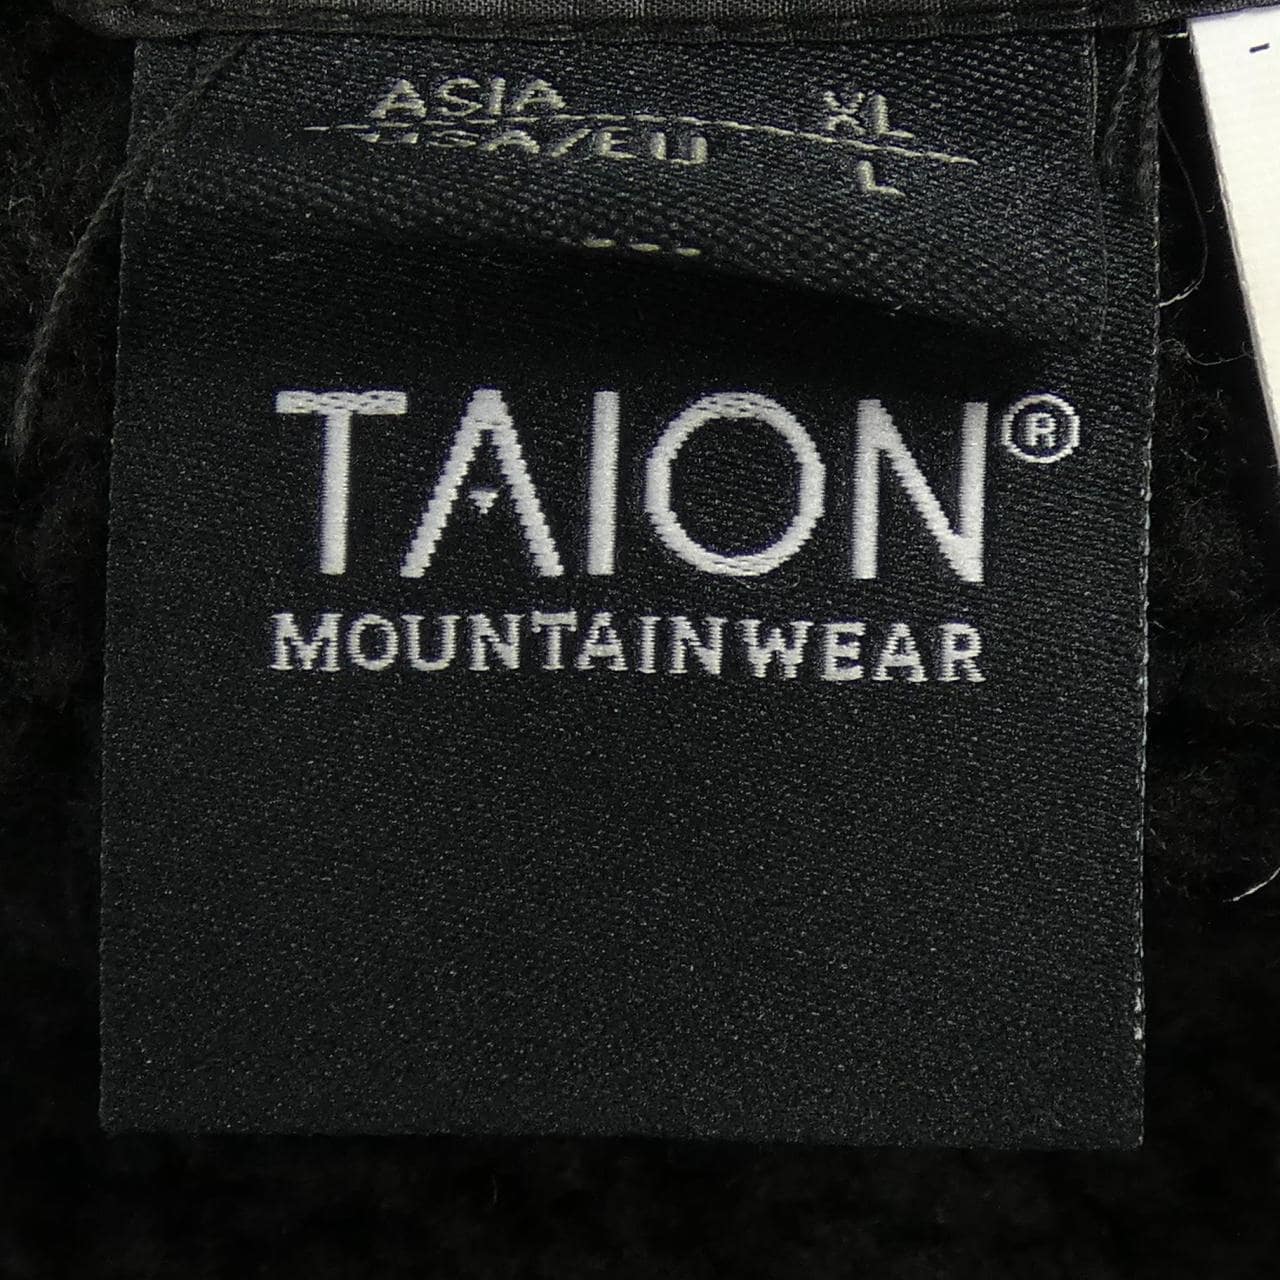 ASIA XL
USA/EU L
TAION®
MOUNTAINWEAR